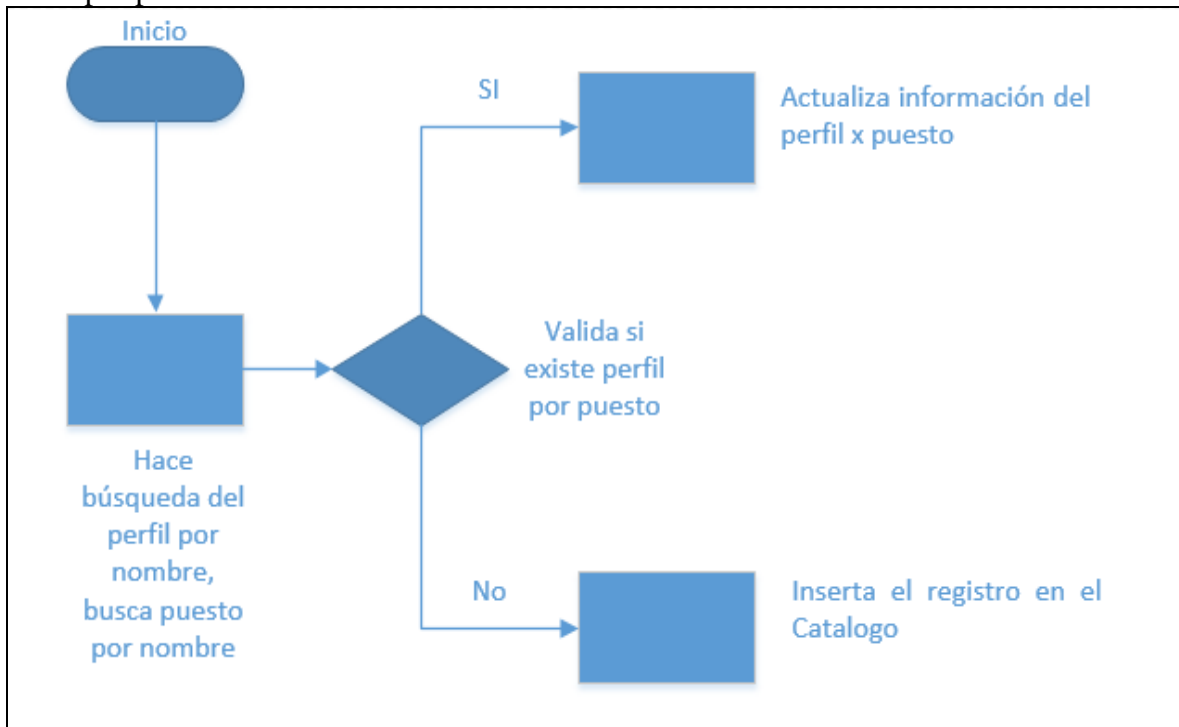 Inicio
SI
Actualiza información del
perfil x puesto
Valida si
existe perfil
por puesto
Hace
búsqueda del
perfil por
nombre,
busca puesto
por nombre
No
Inserta el registro en el
Catalogo